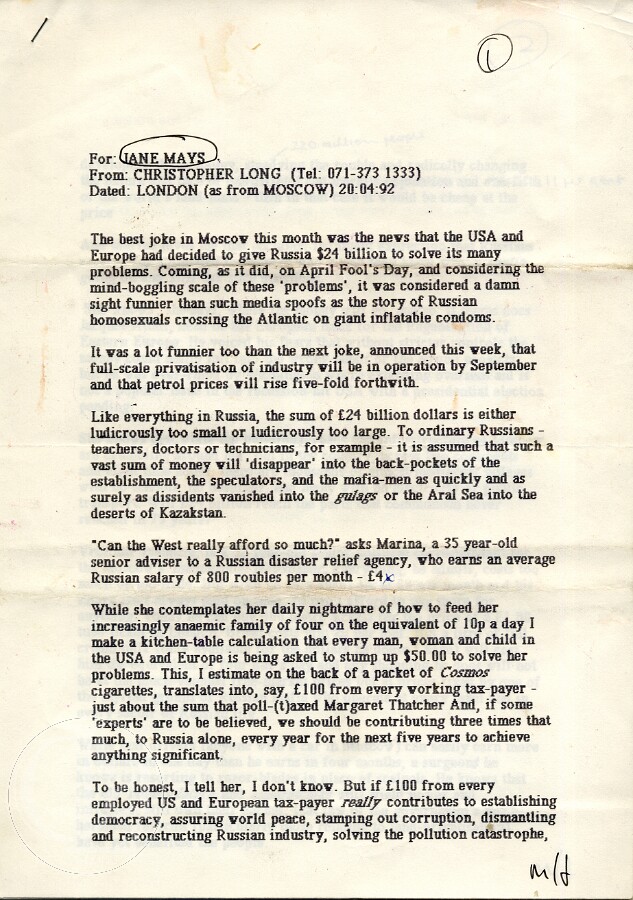 /
1
For: JANE MAYS
From: CHRISTOPHER LONG (Tel: 071-373 1333)
Dated: LONDON (as from MOSCOW) 20:04:92
The best joke in Moscow this month was the news that the USA and
Europe had decided to give Russia $24 billion to solve its many
problems. Coming, as it did, on April Fool's Day, and considering the
mind-boggling scale of these 'problems', it was considered a damn
sight funnier than such media spoofs as the story of Russian
homosexuals crossing the Atlantic on giant inflatable condoms.
It was a lot funnier too than the next joke, announced this week, that
full-scale privatisation of industry will be in operation by September
and that petrol prices will rise five-fold forthwith.
Like everything in Russia, the sum of £24 billion dollars is either
ludicrously too small or ludicrously too large. To ordinary Russians -
teachers, doctors or technicians, for example - it is assumed that such a
vast sum of money will 'disappear' into the back-pockets of the
establishment, the speculators, and the mafia-men as quickly and as
surely as dissidents vanished into the gulags or the Aral Sea into the
deserts of Kazakstan.
"Can the West really afford so much?" asks Marina, a 35 year-old
senior adviser to a Russian disaster relief agency, who earns an average
Russian salary of 800 roubles per month - £4
While she contemplates her daily nightmare of how to feed her
increasingly anaemic family of four on the equivalent of 10p a day I
make a kitchen-table calculation that every man, woman and child in
the USA and Europe is being asked to stump up $50.00 to solve her
problems. This, I estimate on the back of a packet of Cosmos
cigarettes, translates into, say, £100 from every working tax-payer -
just about the sum that poll-(t)axed Margaret Thatcher And, if some
'experts' are to be believed, we should be contributing three times that
much, to Russia alone, every year for the next five years to achieve
anything significant.
To be honest, I tell her, I don't know. But if £100 from every
employed US and European tax-payer really contributes to establishing
democracy, assuring world peace, stamping out corruption, dismantling
and reconstructing Russian industry, solving the pollution catastrophe,
m/f